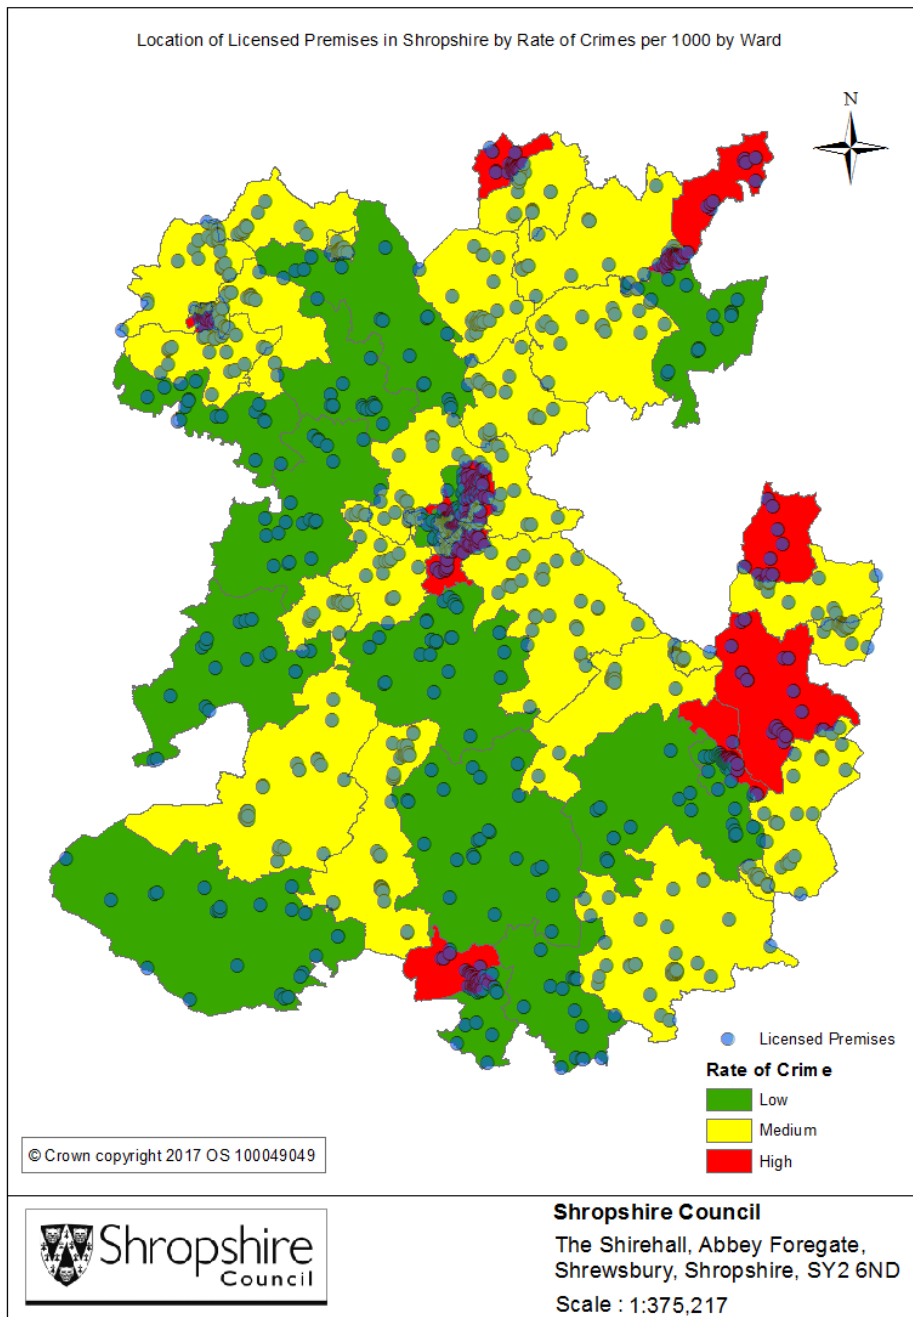 Location of Licensed Premises in Shropshire by Rate of Crimes per 1000 by Ward
N
Licensed Premises
Rate of Crime
Low
Medium
High
© Crown copyright 2017 OS 100049049
Shropshire
Council
Shropshire Council
The Shirehall, Abbey Foregate,
Shrewsbury, Shropshire, SY2 6ND
Scale : 1:375,217